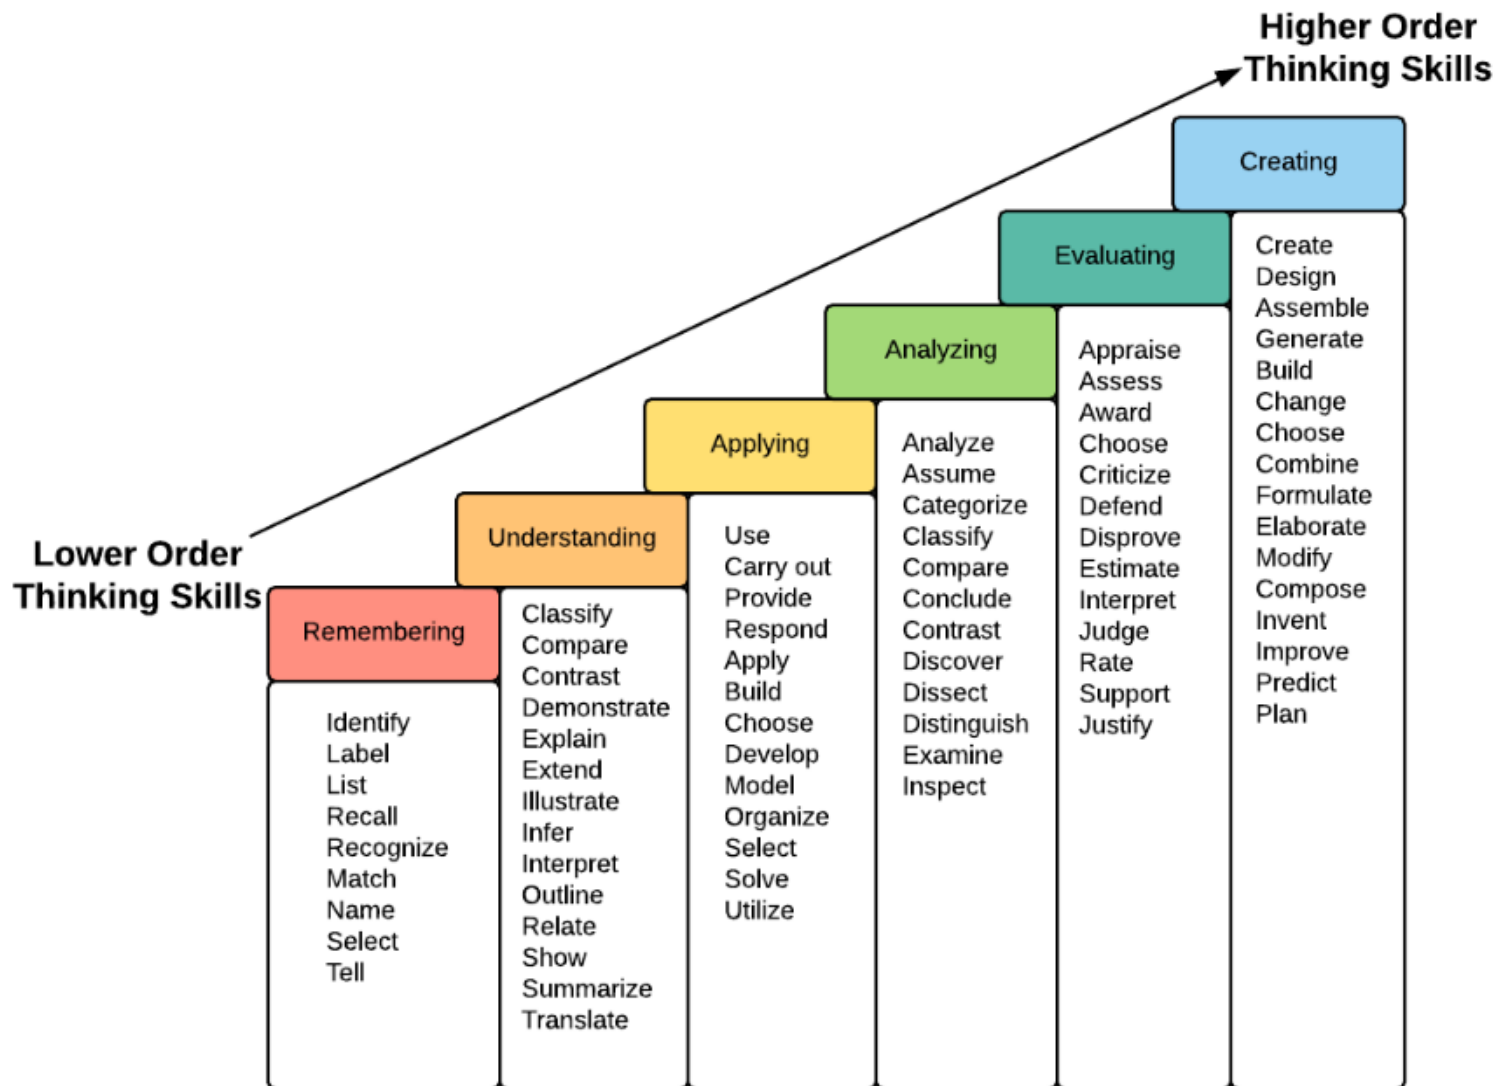 Higher Order
Thinking Skills
Creating
Evaluating
Analyzing
Applying
Understanding
Lower Order
Thinking Skills
Remembering
Identify
Label
List
Recall
Recognize
Match
Name
Select
Tell
Classify
Compare
Contrast
Demonstrate
Explain
Extend
Illustrate
Infer
Interpret
Outline
Relate
Show
Summarize
Translate
Use
Carry out
Provide
Respond
Apply
Build
Choose
Develop
Model
Organize
Select
Solve
Utilize
Analyze
Assume
Categorize
Classify
Compare
Conclude
Contrast
Discover
Dissect
Distinguish
Examine
Inspect
Appraise
Assess
Award
Choose
Criticize
Defend
Disprove
Estimate
Interpret
Judge
Rate
Support
Justify
Create
Design
Assemble
Generate
Build
Change
Choose
Combine
Formulate
Elaborate
Modify
Compose
Invent
Improve
Predict
Plan